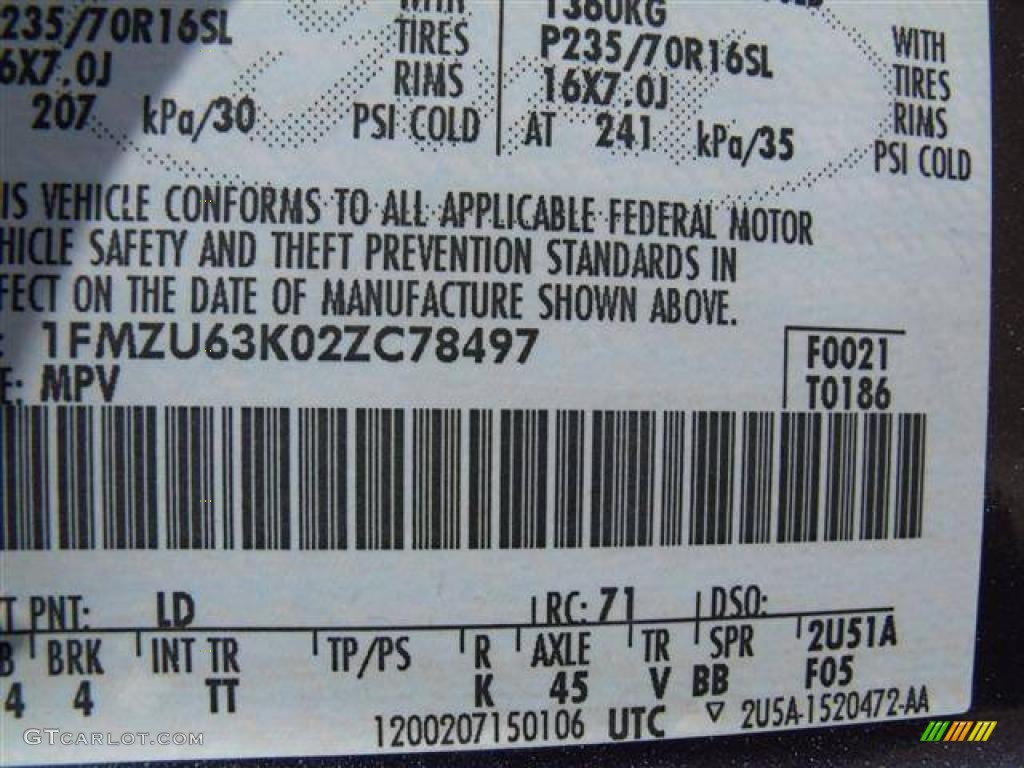 WITH
1360KG
P235/70R16SL
TIRES
P235/70R16SL
WITH
6X7.0J
RIMS
16X7.0J
TIRES
207 kPa/30
PSI COLD
AT 241 kPa/35
RIMS
PSI COLD
IS VEHICLE CONFORMS TO ALL APPLICABLE FEDERAL MOTOR
HICLE SAFETY AND THEFT PREVENTION STANDARDS IN
FECT ON THE DATE OF MANUFACTURE SHOWN ABOVE.
: 1FMZU63K02ZC78497
F0021
E: MPV
T0186
T PNT: LD
RC: 71
DSO:
B BRK INT TR TP/PS R AXLE TR SPR 2U51A
4 4 TT K 45 V BB F05
1200207150106 UTC ▽ 2U5A-1520472-AA
GTCARLOT.COM